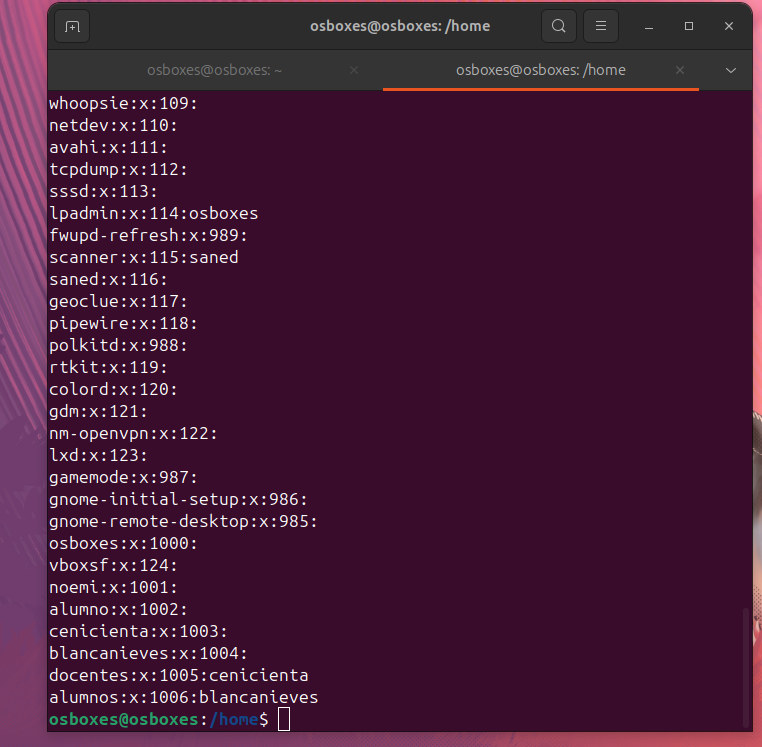 osboxes@osboxes: /home
osboxes@osboxes: ~
osboxes@osboxes: /home
whoopsie:x:109:
netdev:x:110:
avahi:x:111:
tcpdump:x:112:
sssd:x:113:
lpadmin:x:114:osboxes
fwupd-refresh:x:989:
scanner:x:115:saned
saned:x:116:
geoclue:x:117:
pipewire:x:118:
polkitd:x:988:
rtkit:x:119:
colord:x:120:
gdm:x:121:
nm-openvpn:x:122:
lxd:x:123:
gamemode:x:987:
gnome-initial-setup:x:986:
gnome-remote-desktop:x:985:
osboxes:x:1000:
vboxsf:x:124:
noemi:x:1001:
alumno:x:1002:
cenicienta:x:1003:
blancanieves:x:1004:
docentes:x:1005:cenicienta
alumnos:x:1006:blancanieves
osboxes@osboxes:/home$